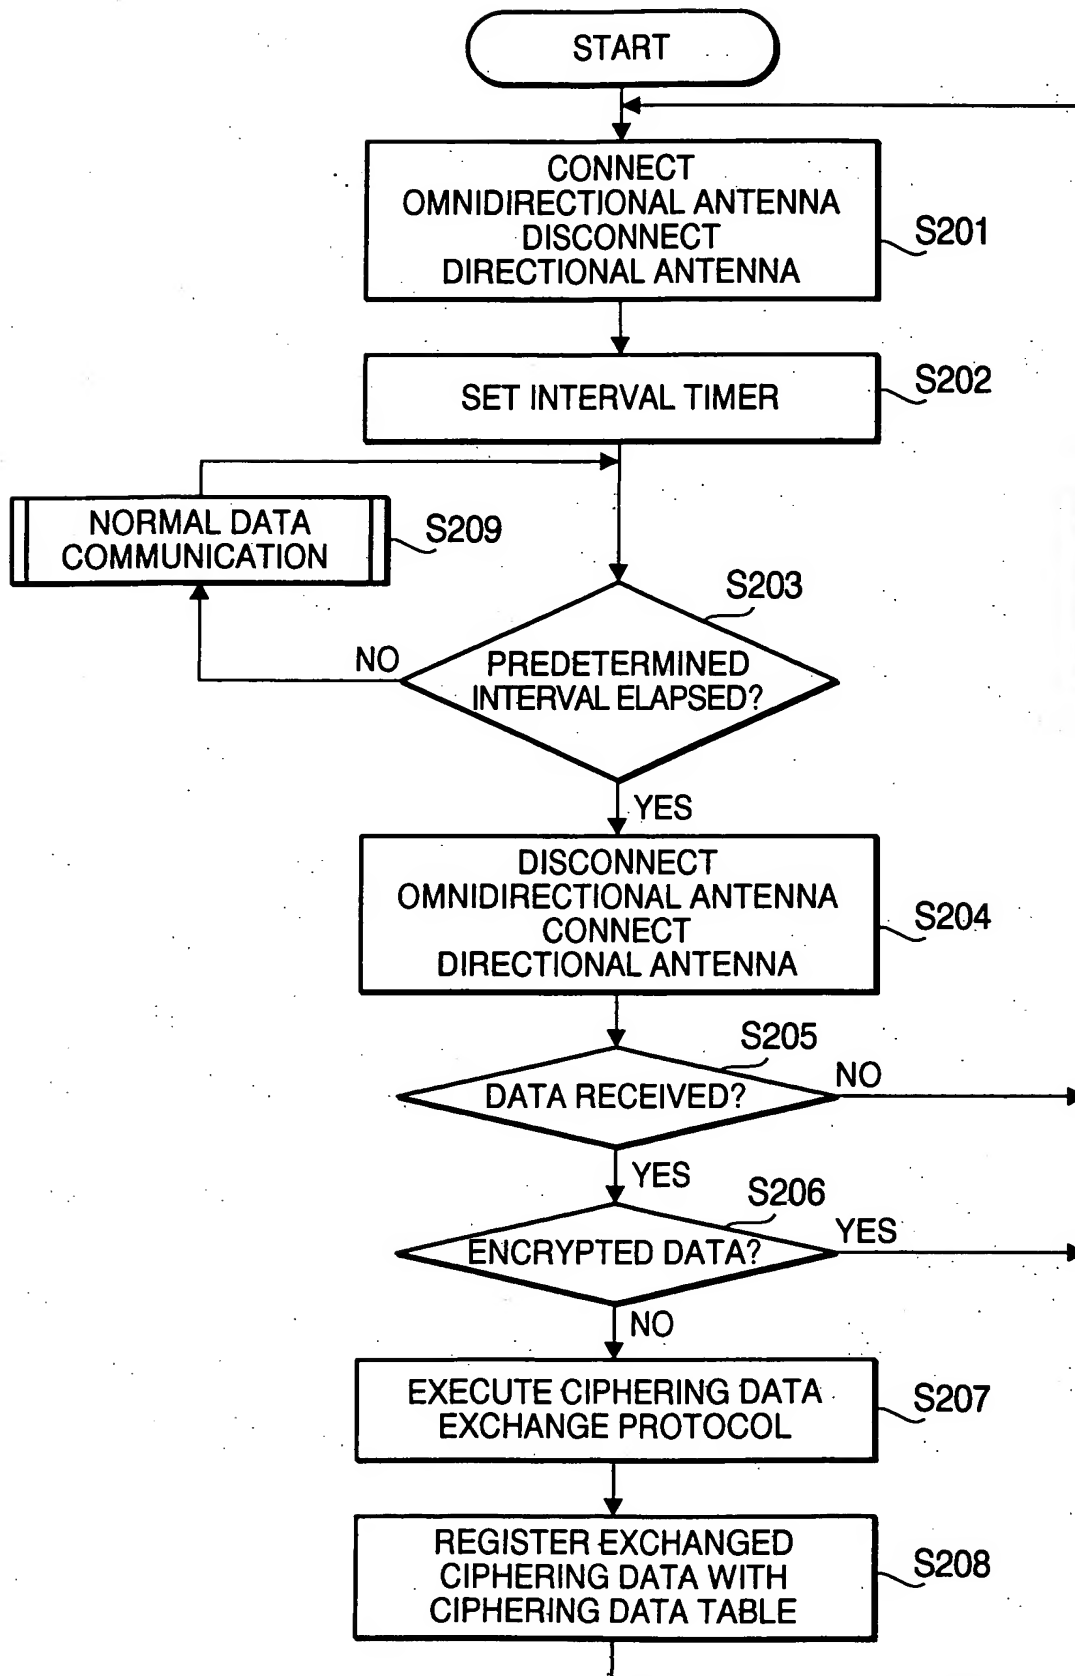 START
CONNECT
OMNIDIRECTIONAL ANTENNA
DISCONNECT
DIRECTIONAL ANTENNA
S201
SET INTERVAL TIMER
S202
NORMAL DATA
COMMUNICATION
S209
S203
NO
PREDETERMINED
INTERVAL ELAPSED?
YES
DISCONNECT
OMNIDIRECTIONAL ANTENNA
CONNECT
DIRECTIONAL ANTENNA
S204
S205
DATA RECEIVED?
NO
YES
S206
ENCRYPTED DATA?
YES
NO
EXECUTE CIPHERING DATA
EXCHANGE PROTOCOL
S207
REGISTER EXCHANGED
CIPHERING DATA WITH
CIPHERING DATA TABLE
S208